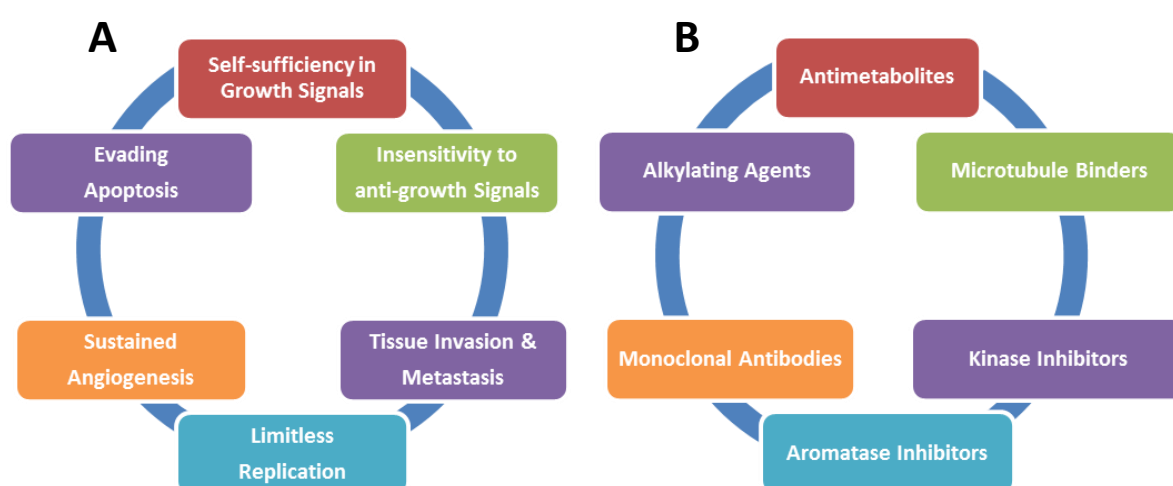 A
Self-sufficiency in
Growth Signals
Insensitivity to
anti-growth Signals
Tissue Invasion &
Metastasis
Limitless
Replication
Sustained
Angiogenesis
Evading
Apoptosis
B
Antimetabolites
Microtubule Binders
Kinase Inhibitors
Aromatase Inhibitors
Monoclonal Antibodies
Alkylating Agents